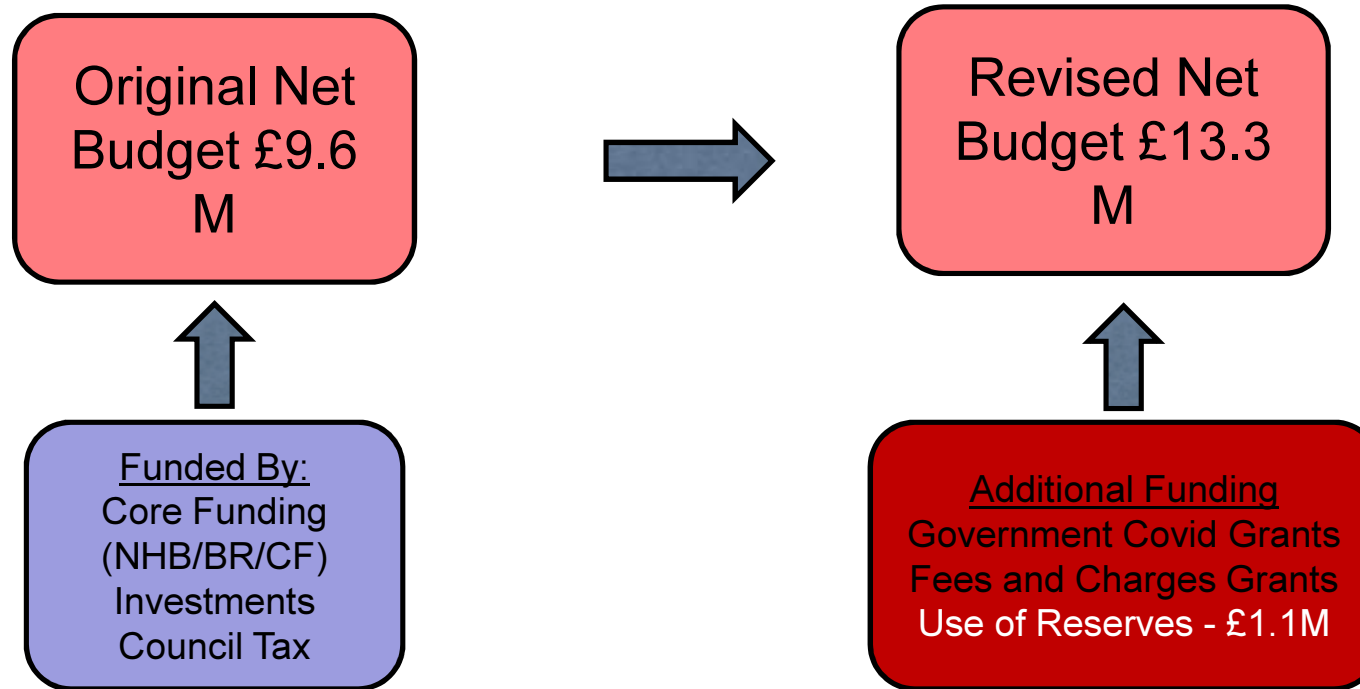 Original Net
Budget £9.6
M
Revised Net
Budget £13.3
M
Funded By:
Core Funding
(NHB/BR/CF)
Investments
Council Tax
Additional Funding
Government Covid Grants
Fees and Charges Grants
Use of Reserves - £1.1M